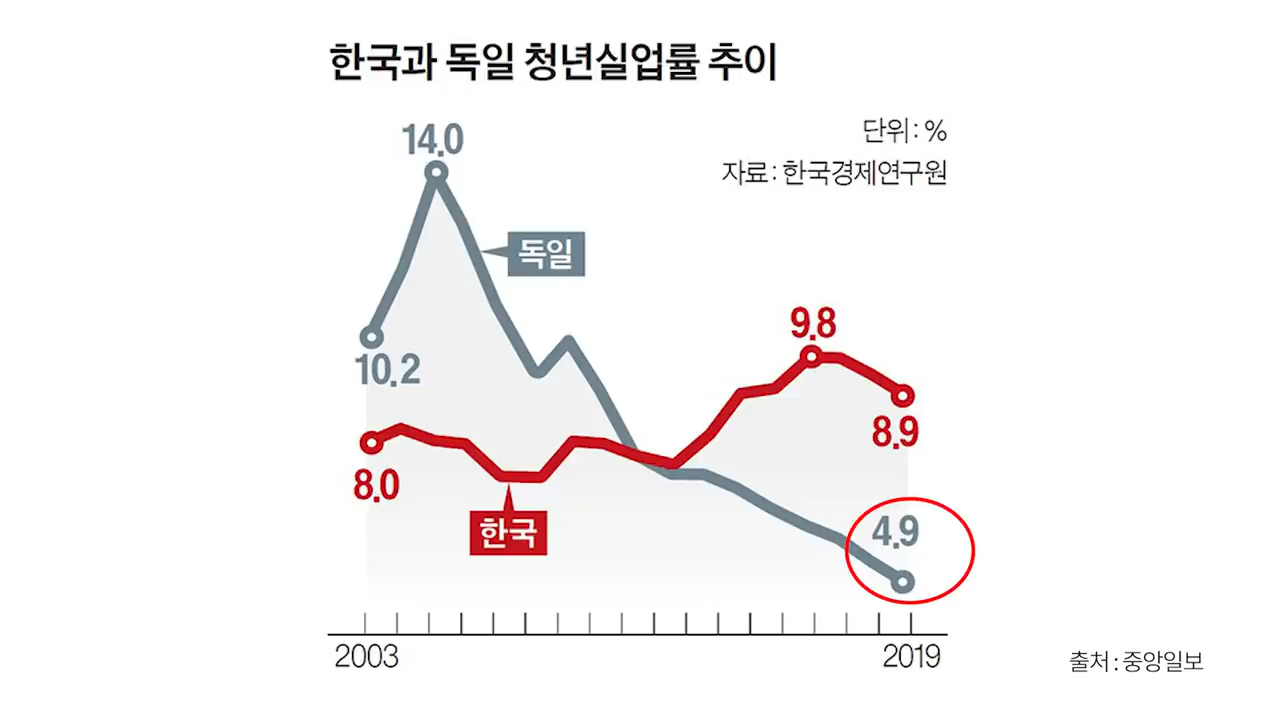 한국과 독일 청년실업률 추이
단위 : %
자료 : 한국경제연구원
14.0
독일
10.2
9.8
8.9
8.0
한국
4.9
2003
2019
출처 : 중앙일보